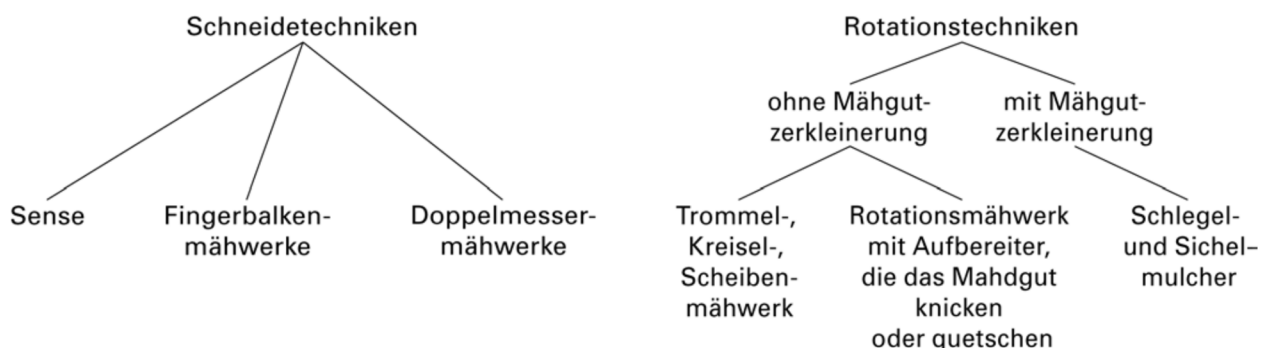 Schneidetechniken
Sense
Fingerbalken-
mähwerke
Doppelmesser-
mähwerke
Rotationstechniken
ohne Mähgut-
zerkleinerung
mit Mähgut-
zerkleinerung
Trommel-,
Kreisel-,
Scheiben-
mähwerk
Rotationsmähwerk
mit Aufbereiter,
die das Mahdgut
knicken
oder quetschen
Schlegel-
und Sichel–
mulcher